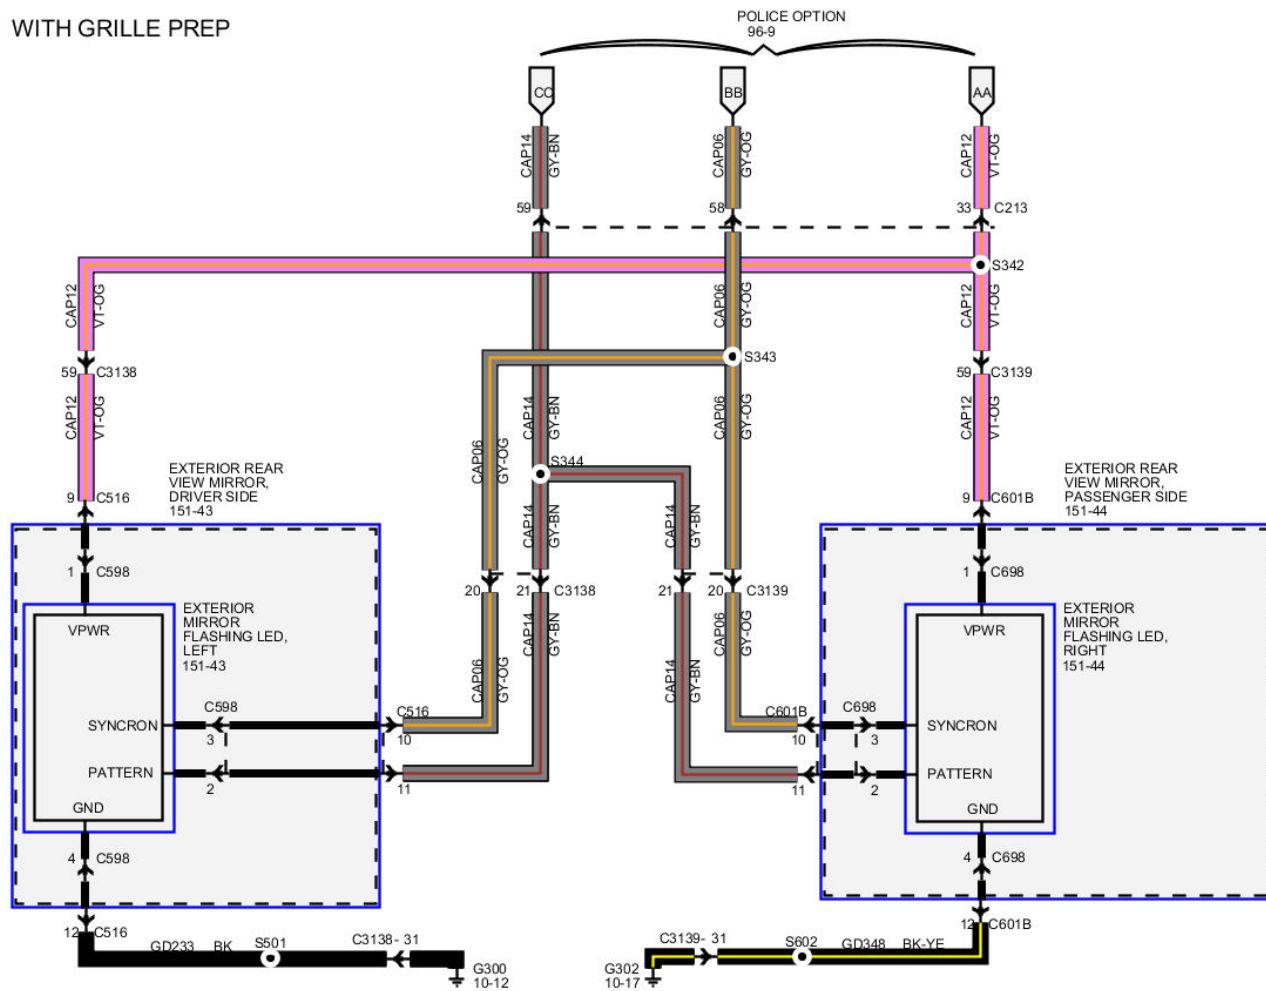 WITH GRILLE PREP
POLICE OPTION
96-9
CC
BB
AA
CAP14
GY-BN
CAP06
GY-OG
CAP12
VT-OG
59
58
33
C213
S342
CAP12
VT-OG
CAP06
GY-OG
CAP12
VT-OG
59
C3138
S343
59
C3139
CAP12
VT-OG
CAP14
GY-BN
CAP06
GY-OG
CAP12
VT-OG
CAP06
GY-OG
S344
EXTERIOR REAR
VIEW MIRROR,
DRIVER SIDE
151-43
EXTERIOR REAR
VIEW MIRROR,
PASSENGER SIDE
151-44
9
C516
9
C601B
CAP14
GY-BN
CAP14
GY-BN
1
C598
20
21
C3138
21
20
C3139
1
C698
EXTERIOR
MIRROR
FLASHING LED,
LEFT
151-43
EXTERIOR
MIRROR
FLASHING LED,
RIGHT
151-44
VPWR
VPWR
CAP14
GY-BN
CAP06
GY-OG
CAP06
GY-OG
CAP14
GY-BN
C598
C516
C601B
C698
SYNCRON
3
10
10
3
SYNCRON
PATTERN
2
11
11
2
PATTERN
GND
GND
4
C598
4
C698
12
C516
12
C601B
GD233
BK
S501
C3138- 31
C3139- 31
S602
GD348
BK-YE
G300
10-12
G302
10-17